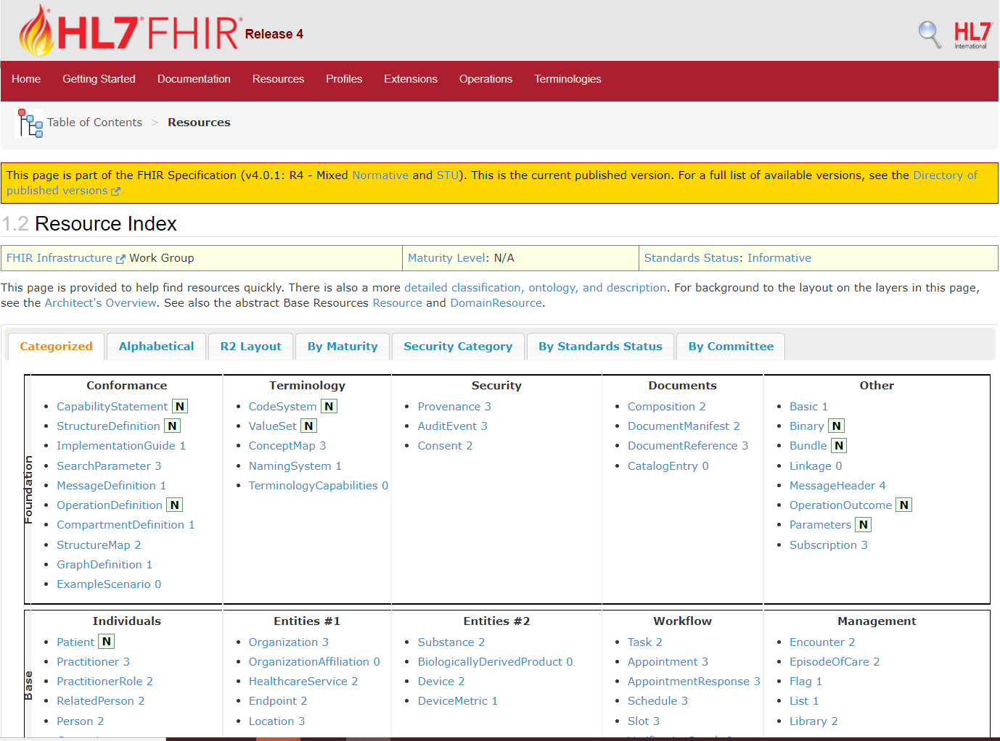 HL7 FHIR Release 4
HL7 International
Home Getting Started Documentation Resources Profiles Extensions Operations Terminologies
Table of Contents > Resources
This page is part of the FHIR Specification (v4.0.1: R4 - Mixed Normative and STU). This is the current published version. For a full list of available versions, see the Directory of
published versions
1.2 Resource Index
FHIR Infrastructure Work Group
Maturity Level: N/A
Standards Status: Informative
This page is provided to help find resources quickly. There is also a more detailed classification, ontology, and description. For background to the layout on the layers in this page,
see the Architect's Overview. See also the abstract Base Resources Resource and DomainResource.
Categorized Alphabetical R2 Layout By Maturity Security Category By Standards Status By Committee
Foundation
Conformance
CapabilityStatement N
StructureDefinition N
ImplementationGuide 1
SearchParameter 3
MessageDefinition 1
OperationDefinition N
CompartmentDefinition 1
StructureMap 2
GraphDefinition 1
ExampleScenario 0
Terminology
CodeSystem N
ValueSet N
ConceptMap 3
NamingSystem 1
TerminologyCapabilities 0
Security
Provenance 3
AuditEvent 3
Consent 2
Documents
Composition 2
DocumentManifest 2
DocumentReference 3
CatalogEntry 0
Other
Basic 1
Binary N
Bundle N
Linkage 0
MessageHeader 4
OperationOutcome N
Parameters N
Subscription 3
Base
Individuals
Patient N
Practitioner 3
PractitionerRole 2
RelatedPerson 2
Person 2
Entities #1
Organization 3
OrganizationAffiliation 0
HealthcareService 2
Endpoint 2
Location 3
Entities #2
Substance 2
BiologicallyDerivedProduct 0
Device 2
DeviceMetric 1
Workflow
Task 2
Appointment 3
AppointmentResponse 3
Schedule 3
Slot 3
Management
Encounter 2
EpisodeOfCare 2
Flag 1
List 1
Library 2